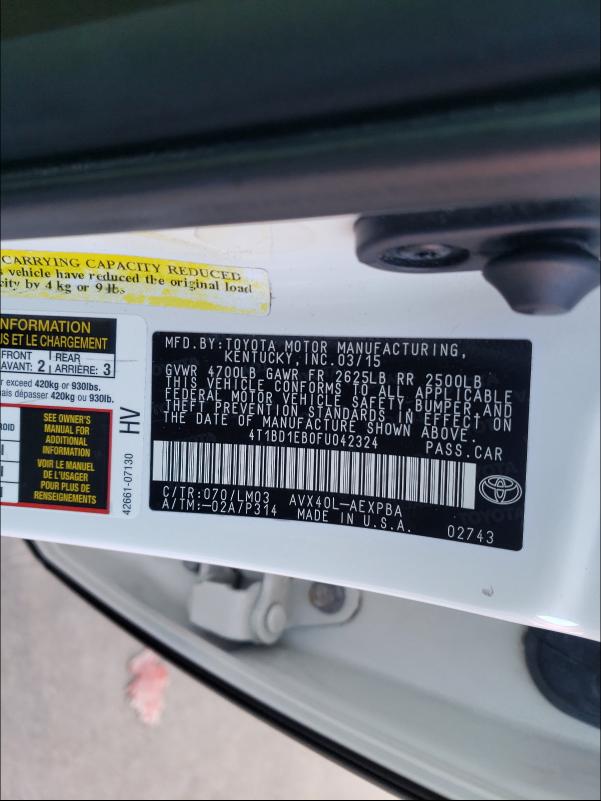 CARRYING CAPACITY REDUCED
vehicle have reduced the original load
by 4 kg or 9 lbs
INFORMATION
ET LE CHARGEMENT
FRONT
AVANT: 2
REAR
ARRIÈRE: 3
exceed 420kg or 930lbs.
dépasser 420kg ou 930lb.
SEE OWNER'S
MANUAL FOR
ADDITIONAL
INFORMATION
VOIR LE MANUEL
DE L'USAGER
POUR PLUS DE
RENSEIGNEMENTS
42661-07130 HV
MFD.BY:TOYOTA MOTOR MANUFACTURING,
KENTUCKY,INC.03/15
GVWR 4700LB GAWR FR 2625LB RR 2500LB
THIS VEHICLE CONFORMS TO ALL APPLICABLE
FEDERAL MOTOR VEHICLE SAFETY,BUMPER,AND
THEFT PREVENTION STANDARDS IN EFFECT ON
THE DATE OF MANUFACTURE SHOWN ABOVE.
4T1BD1EB0FU042324 PASS.CAR
C/TR:070/LM03 AVX40L-AEXPBA
A/TM:-02A/P314 MADE IN U.S.A. 02743